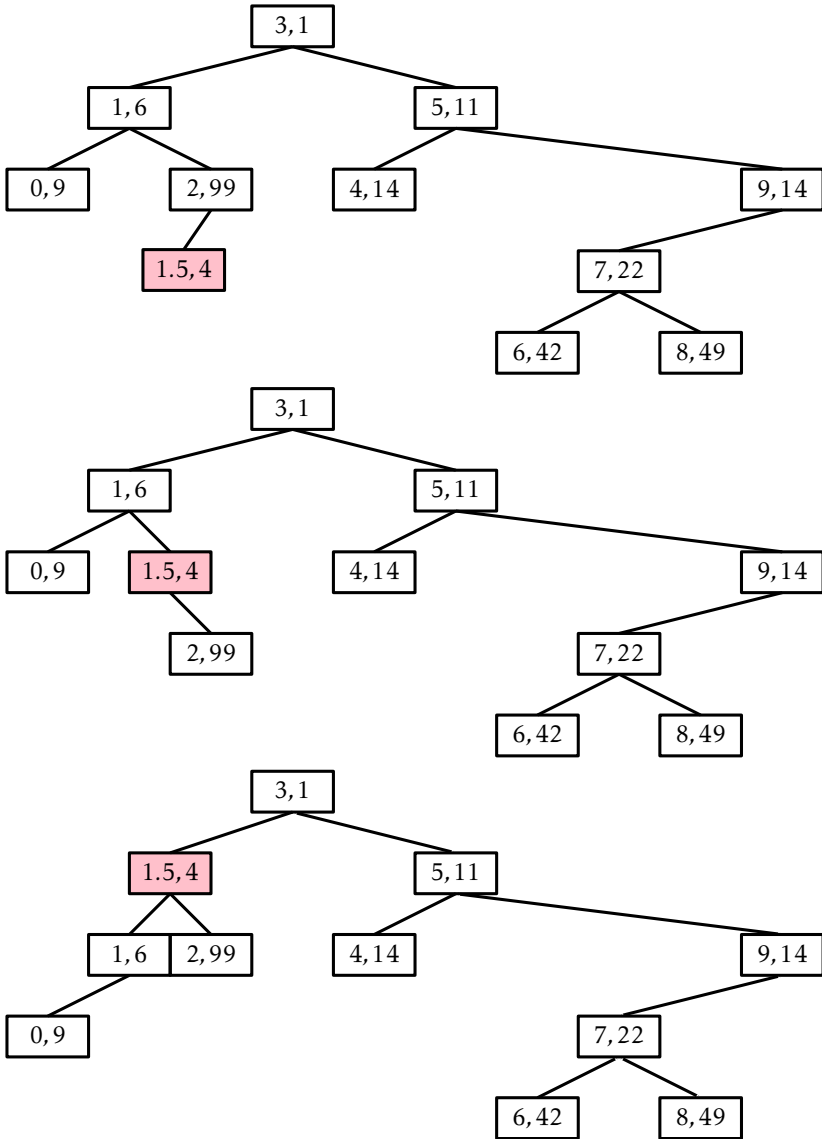 3, 1
1, 6 5, 11
0, 9 2, 99 4, 14 9, 14
1.5, 4 7, 22
6, 42 8, 49
3, 1
1, 6 5, 11
0, 9 1.5, 4 4, 14 9, 14
2, 99 7, 22
6, 42 8, 49
3, 1
1.5, 4 5, 11
1, 6 2, 99 4, 14 9, 14
0, 9 7, 22
6, 42 8, 49